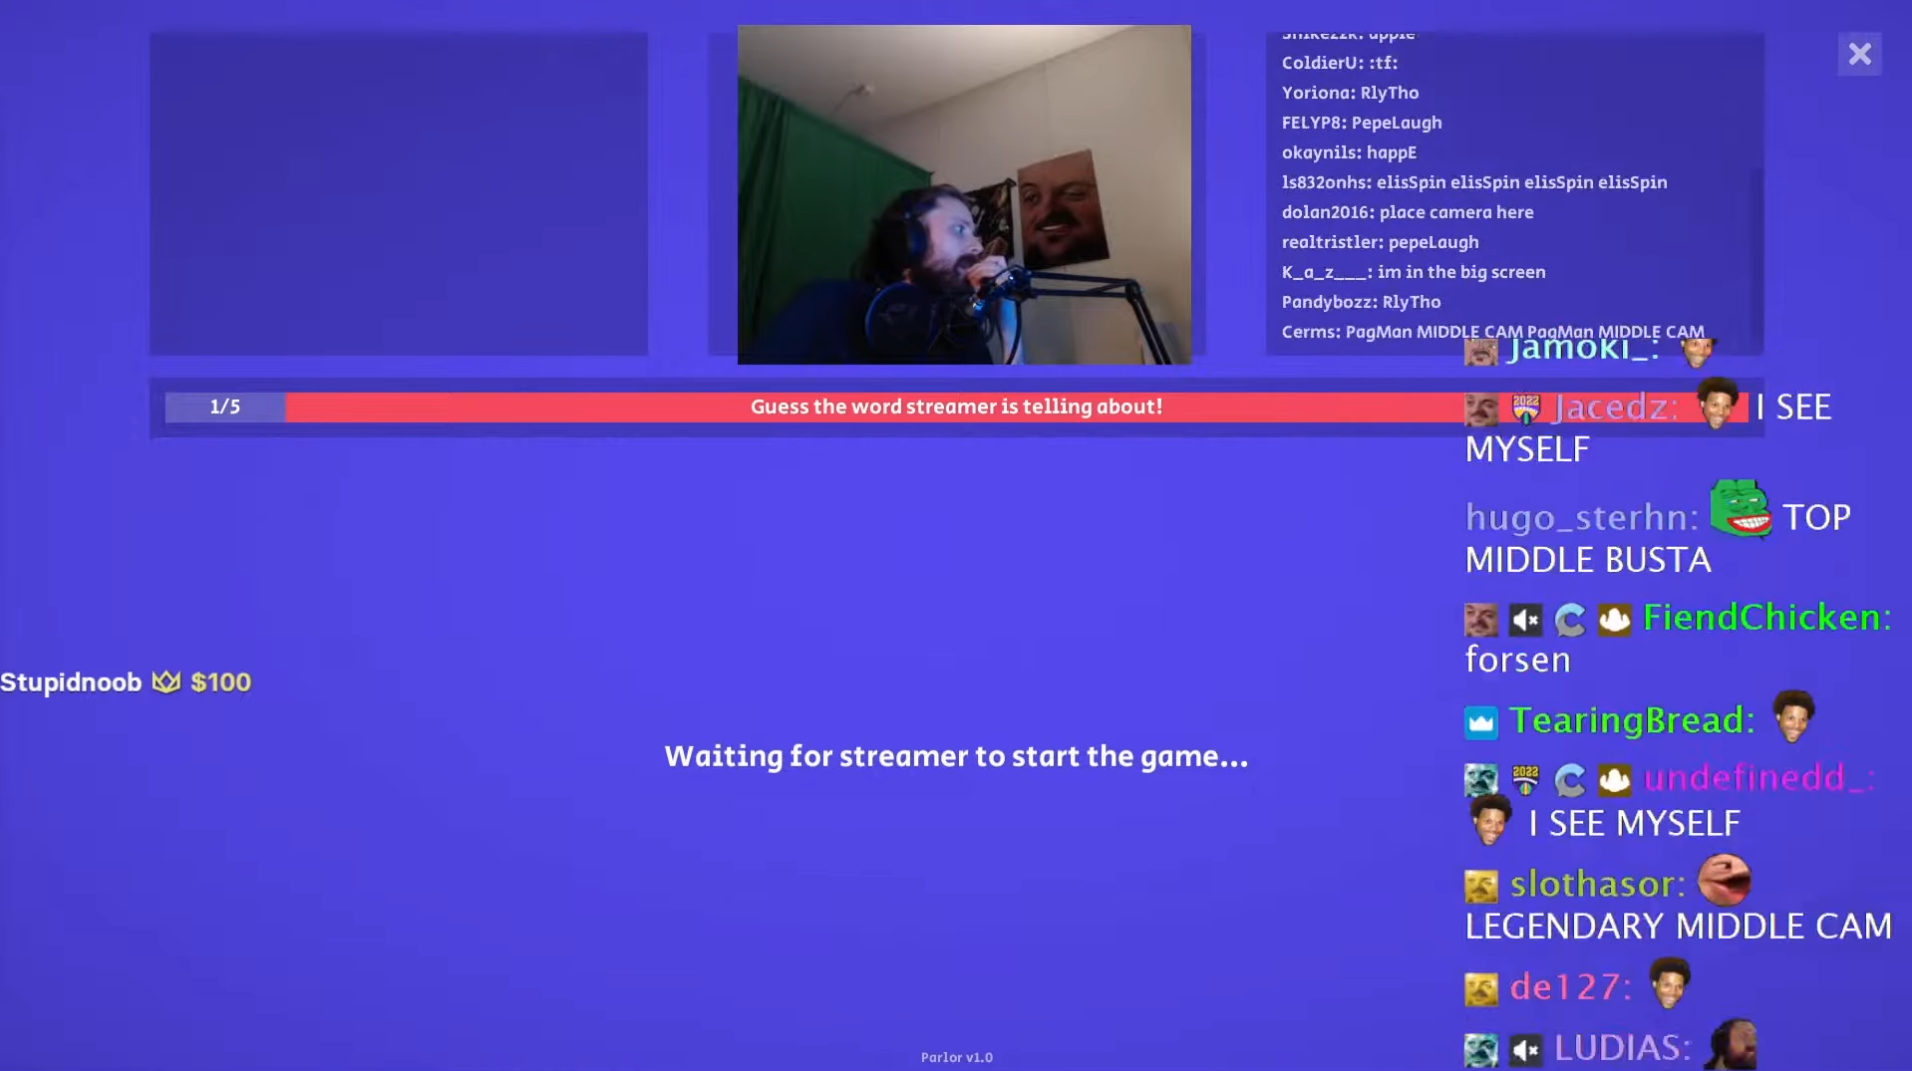 Snikezzk: apple
ColdierU: :tf:
Yoriona: RlyTho
FELYP8: PepeLaugh
okaynils: happE
ls832onhs: elisSpin elisSpin elisSpin elisSpin
dolan2016: place camera here
realtristler: pepeLaugh
K_a_z___: im in the big screen
Pandybozz: RlyTho
Cerms: PagMan MIDDLE CAM PagMan MIDDLE CAM
1/5
Guess the word streamer is telling about!
Jamoki_:
2022 Jacedz: I SEE
MYSELF
hugo_sterhn: TOP
MIDDLE BUSTA
FiendChicken:
forsen
Stupidnoob $100
TearingBread:
Waiting for streamer to start the game...
2022 undefinedd_:
I SEE MYSELF
slothasor:
LEGENDARY MIDDLE CAM
de127:
LUDIAS:
Parlor v1.0